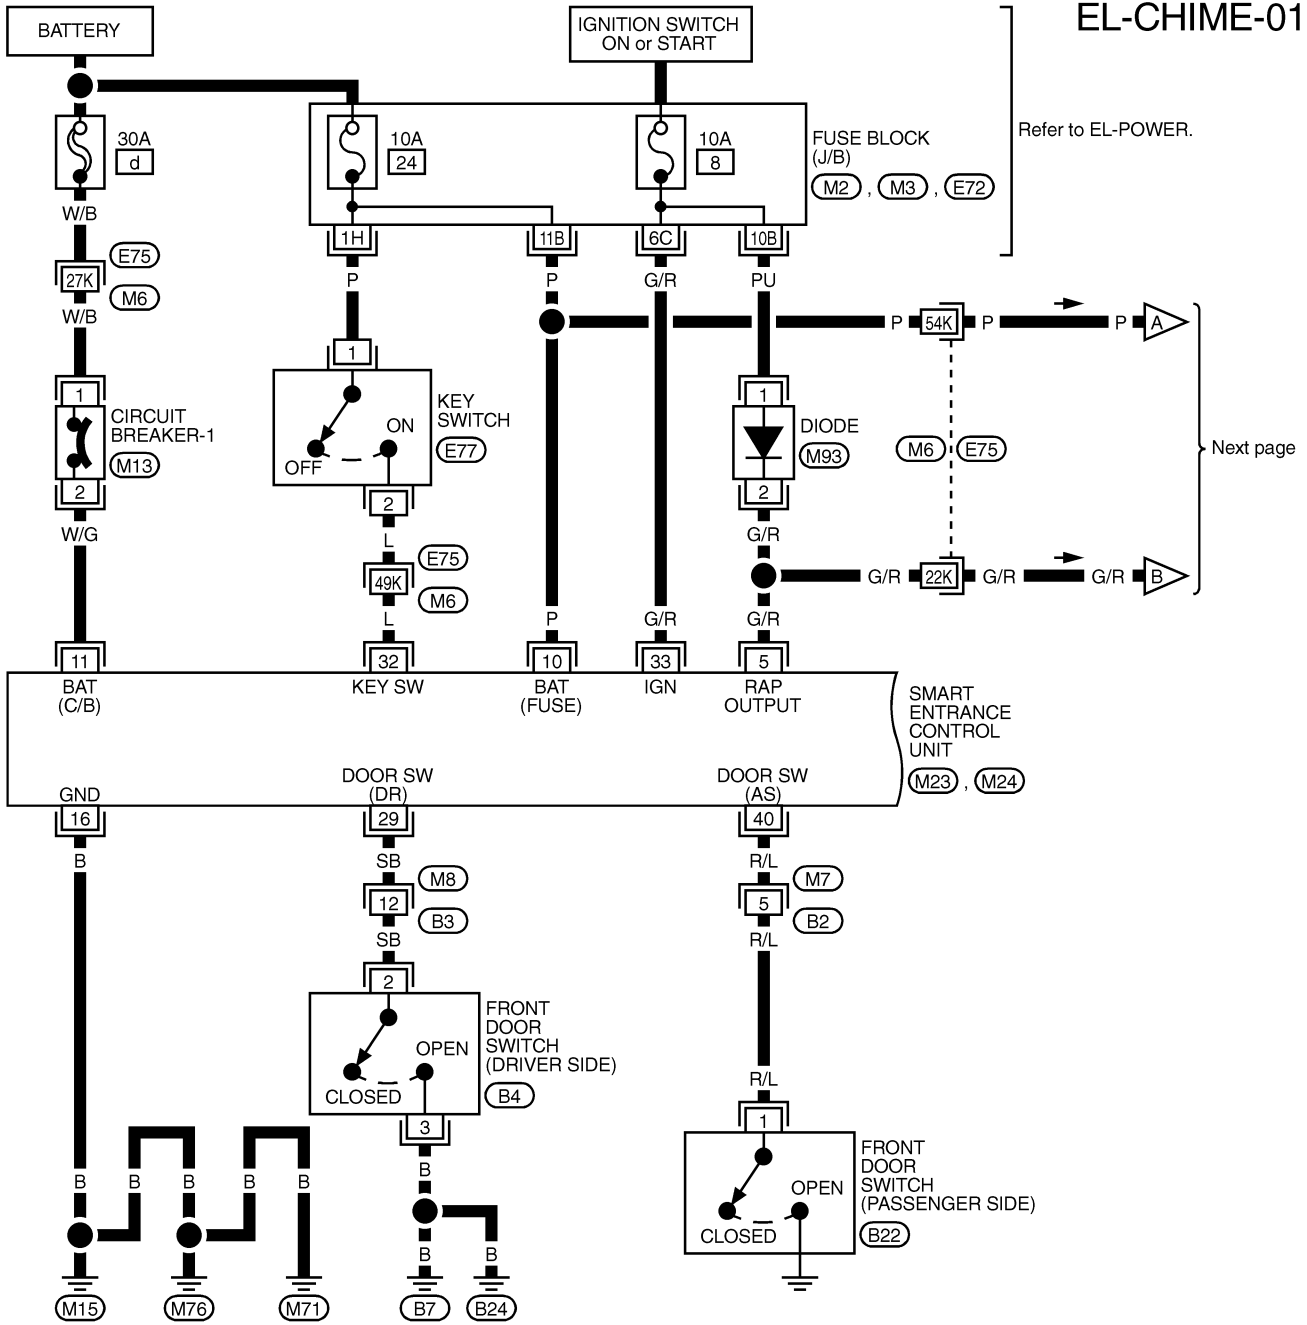 EL-CHIME-01
BATTERY
IGNITION SWITCH
ON or START
Refer to EL-POWER.
30A
d
10A
24
10A
8
FUSE BLOCK
(J/B)
M2 , M3 , E72
W/B
1H
11B
6C
10B
E75
27K
M6
P
P
G/R
PU
W/B
P
54K
P
P
A
1
1
1
CIRCUIT
BREAKER-1
M13
2
KEY
SWITCH
E77
ON
OFF
2
DIODE
M93
2
M6
E75
Next page
W/G
L
G/R
E75
49K
M6
G/R
22K
G/R
G/R
B
L
P
G/R
G/R
11
32
10
33
5
BAT
(C/B)
KEY SW
BAT
(FUSE)
IGN
RAP
OUTPUT
SMART
ENTRANCE
CONTROL
UNIT
M23 , M24
GND
DOOR SW
(DR)
DOOR SW
(AS)
16
29
40
B
SB
R/L
M8
12
B3
M7
5
B2
SB
R/L
2
FRONT
DOOR
SWITCH
(DRIVER SIDE)
B4
OPEN
CLOSED
3
R/L
1
FRONT
DOOR
SWITCH
(PASSENGER SIDE)
B22
OPEN
CLOSED
B
B
B
B
B
B
B
B
M15
M76
M71
B7
B24